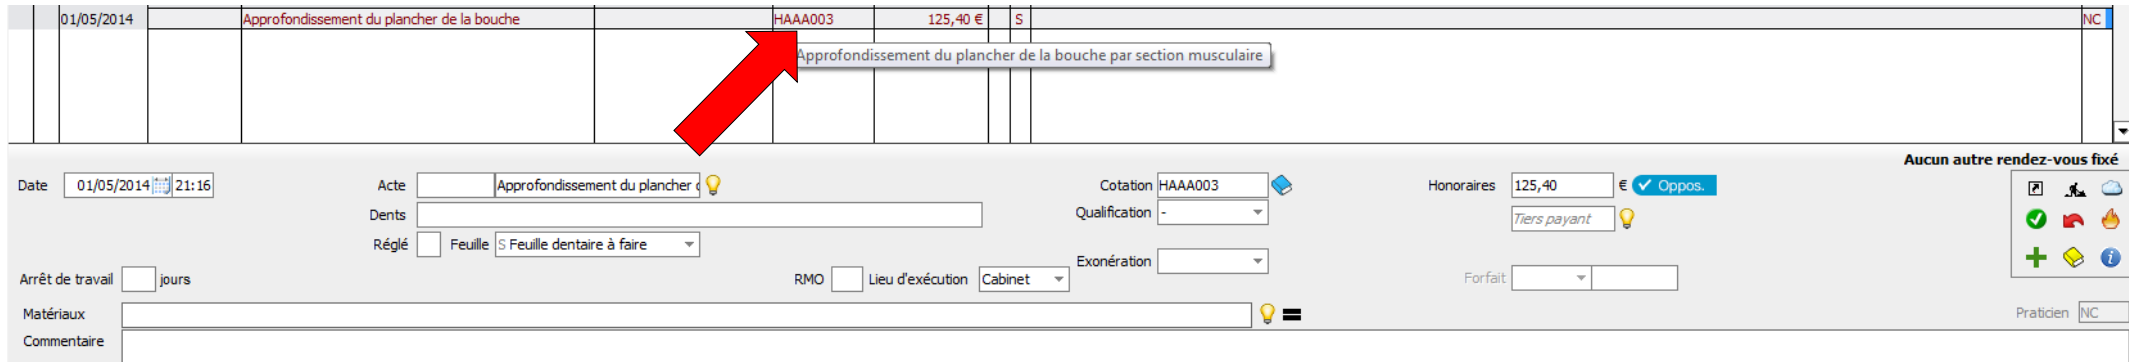 01/05/2014 Approfondissement du plancher de la bouche HAAA003 125,40 € S NC
Approfondissement du plancher de la bouche par section musculaire
Aucun autre rendez-vous fixé
Date 01/05/2014 21:16 Acte Approfondissement du plancher Cotation HAAA003 Honoraires 125,40 € Oppos.
Dents Qualification - Tiers payant
Réglé Feuille S Feuille dentaire à faire
Exonération
Arrêt de travail jours RMO Lieu d'exécution Cabinet Forfait
Matériaux Praticien NC
Commentaire